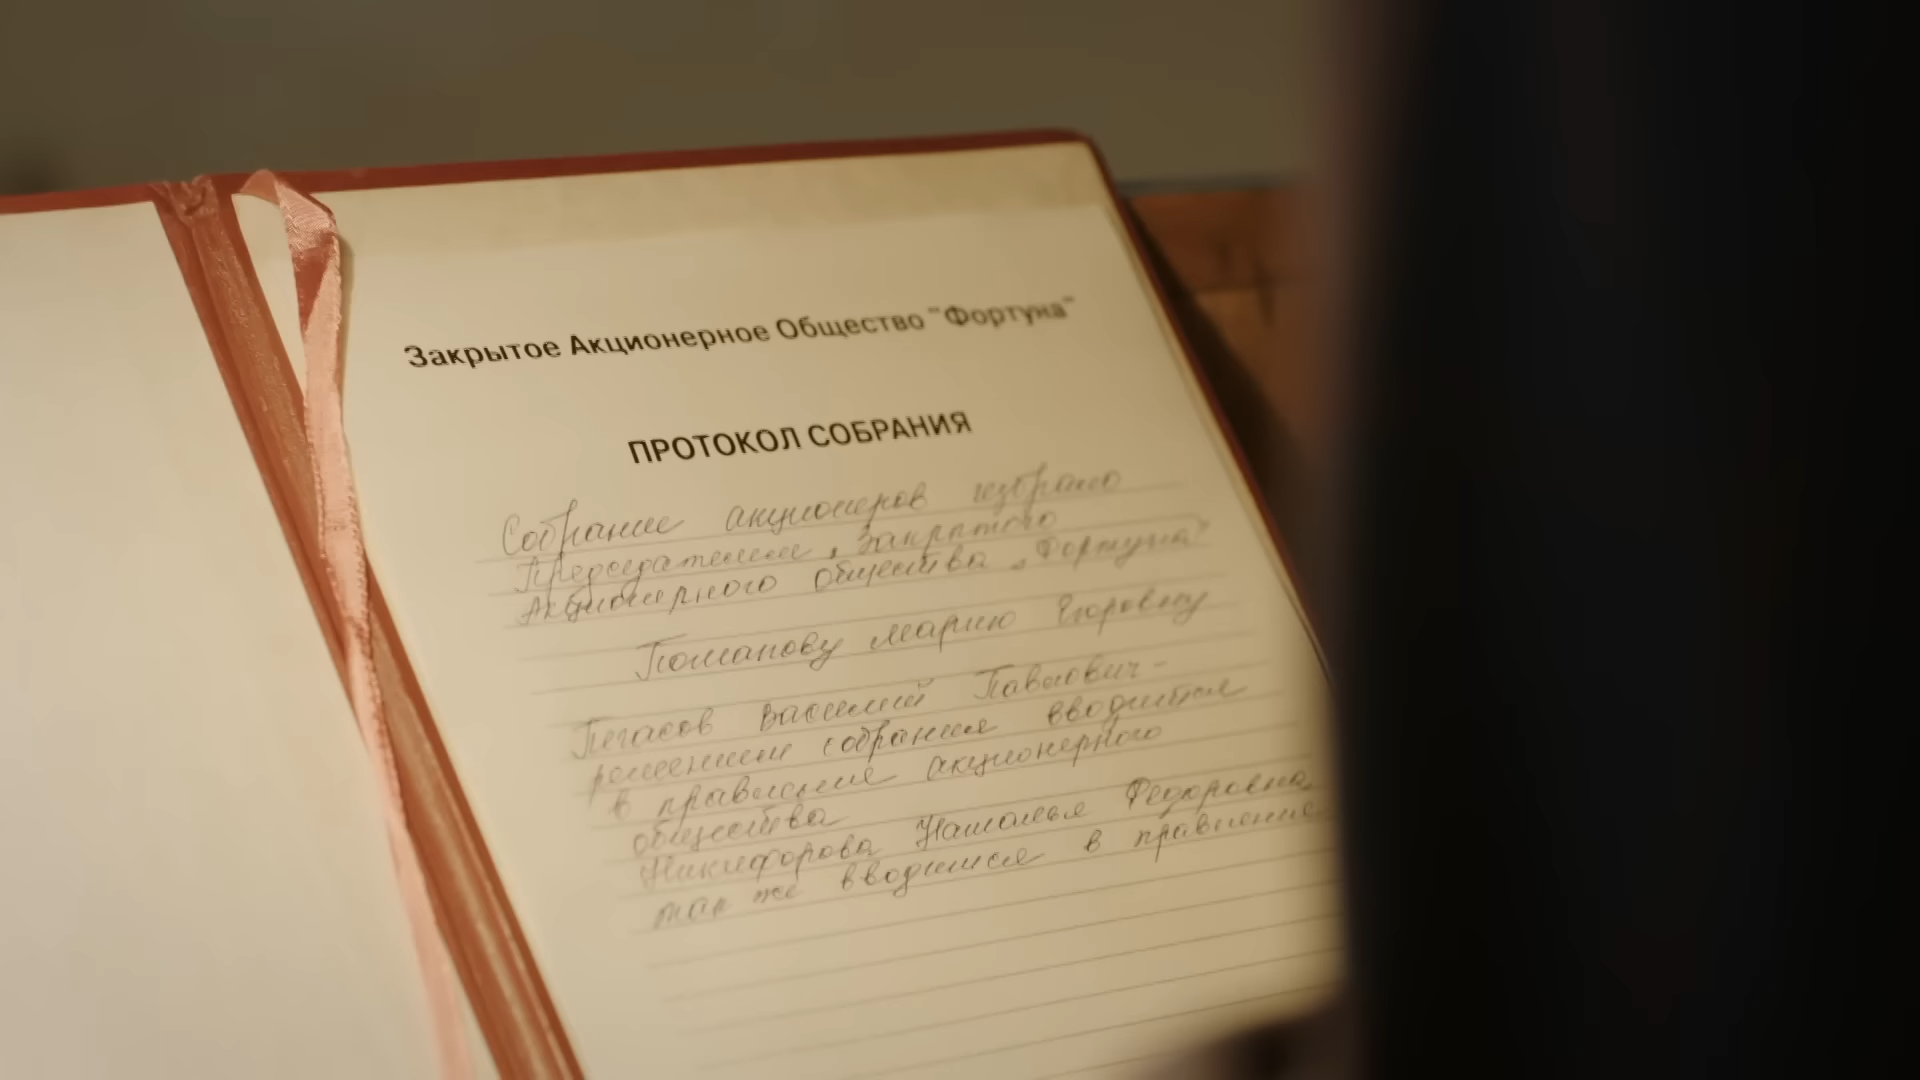 Закрытое Акционерное Общество "Фортуна"
ПРОТОКОЛ СОБРАНИЯ
Собрание акционеров избрало
Председателем „Закрытого
Акционерного общества „Фортуна"
Поманову Марию Егоровну
Пегасов Василий Павлович-
решением собрания вводится
в правление акционерного
общества
Никифорова Наталья Федоровна
так же вводится в правление